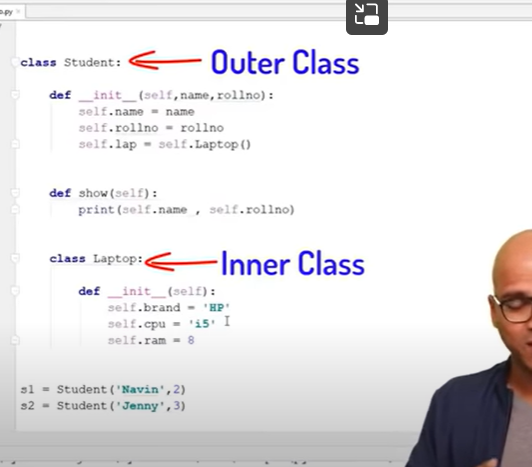 o.py
class Student:
Outer Class
def __init__(self,name,rollno):
self.name = name
self.rollno = rollno
self.lap = self.Laptop()
def show(self):
print(self.name , self.rollno)
class Laptop:
Inner Class
def __init__(self):
self.brand = 'HP'
self.cpu = 'i5'
self.ram = 8
s1 = Student('Navin',2)
s2 = Student('Jenny',3)